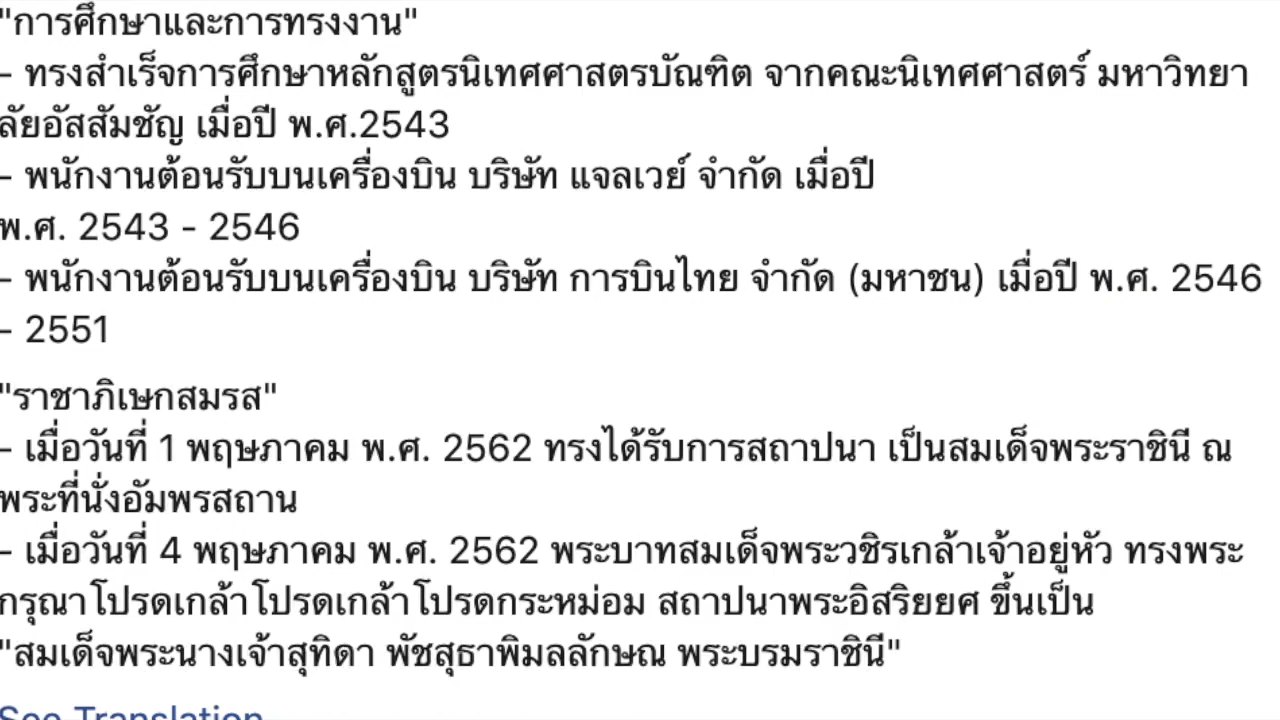 "การศึกษาและการทรงงาน"
- ทรงสำเร็จการศึกษาหลักสูตรนิเทศศาสตรบัณฑิต จากคณะนิเทศศาสตร์ มหาวิทยา
ลัยอัสสัมชัญ เมื่อปี พ.ศ.2543
- พนักงานต้อนรับบนเครื่องบิน บริษัท แจลเวย์ จำกัด เมื่อปี
พ.ศ. 2543 - 2546
- พนักงานต้อนรับบนเครื่องบิน บริษัท การบินไทย จำกัด (มหาชน) เมื่อปี พ.ศ. 2546
- 2551
"ราชาภิเษกสมรส"
- เมื่อวันที่ 1 พฤษภาคม พ.ศ. 2562 ทรงได้รับการสถาปนา เป็นสมเด็จพระราชินี ณ
พระที่นั่งอัมพรสถาน
- เมื่อวันที่ 4 พฤษภาคม พ.ศ. 2562 พระบาทสมเด็จพระวชิรเกล้าเจ้าอยู่หัว ทรงพระ
กรุณาโปรดเกล้าโปรดเกล้าโปรดกระหม่อม สถาปนาพระอิสริยยศ ขึ้นเป็น
"สมเด็จพระนางเจ้าสุทิดา พัชสุธาพิมลลักษณ พระบรมราชินี"
See Translation